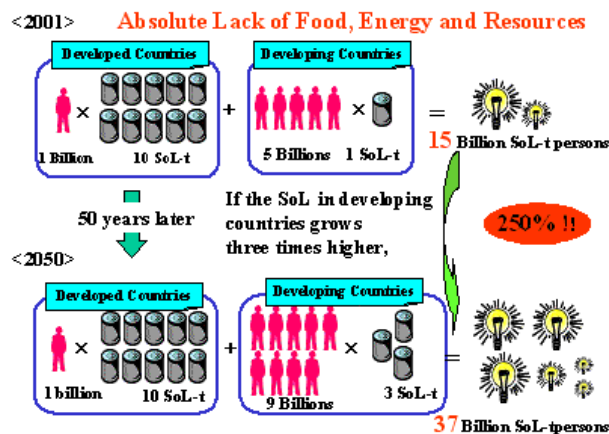 <2001> Absolute Lack of Food, Energy and Resources
Developed Countries
Developing Countries
×
+
×
=
1 Billion
10 SoL-t
5 Billions
1 SoL-t
15 Billion SoL-t persons
50 years later
If the SoL in developing
countries grows
three times higher,
250% !!
<2050>
Developed Countries
Developing Countries
×
+
×
=
1 billion
10 SoL-t
9 Billions
3 SoL-t
37 Billion SoL-tpersons